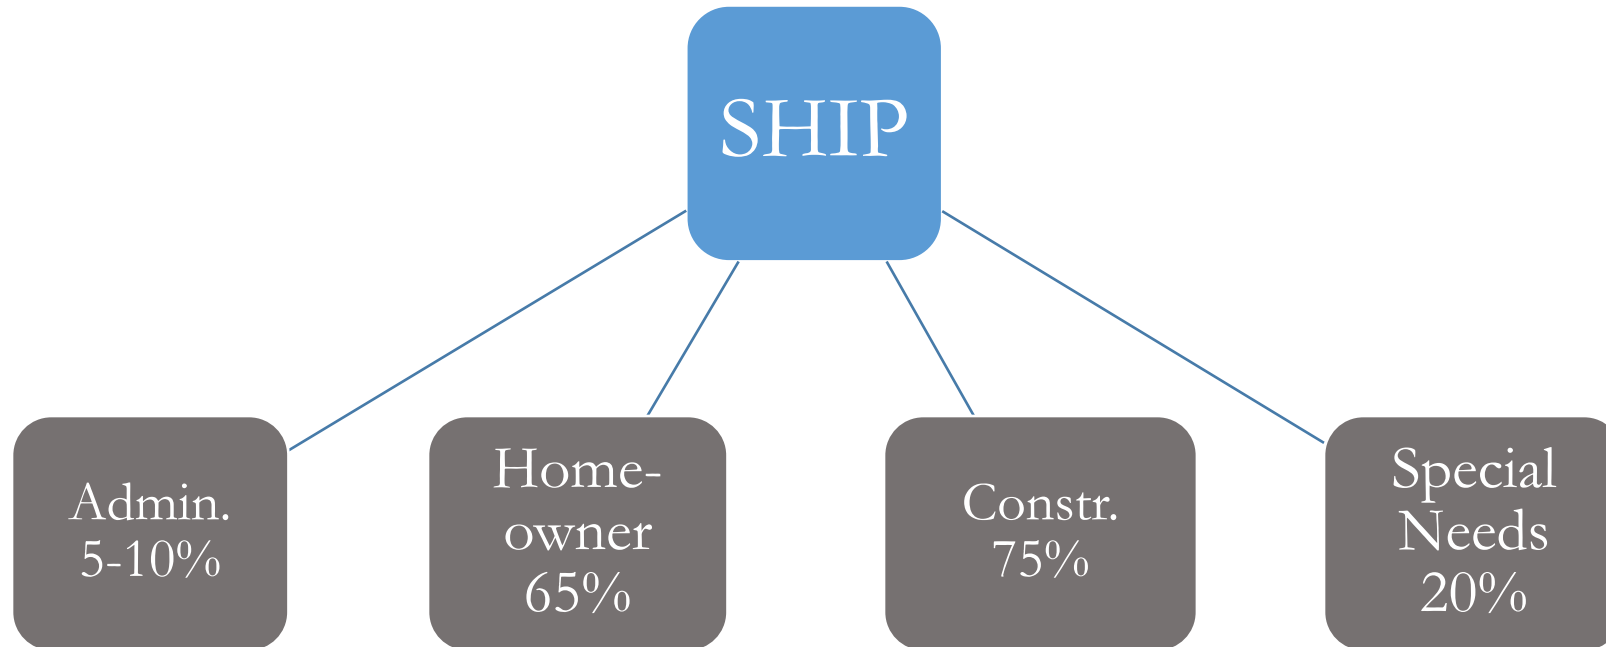 SHIP
Admin.
5-10%
Home-
owner
65%
Constr.
75%
Special
Needs
20%